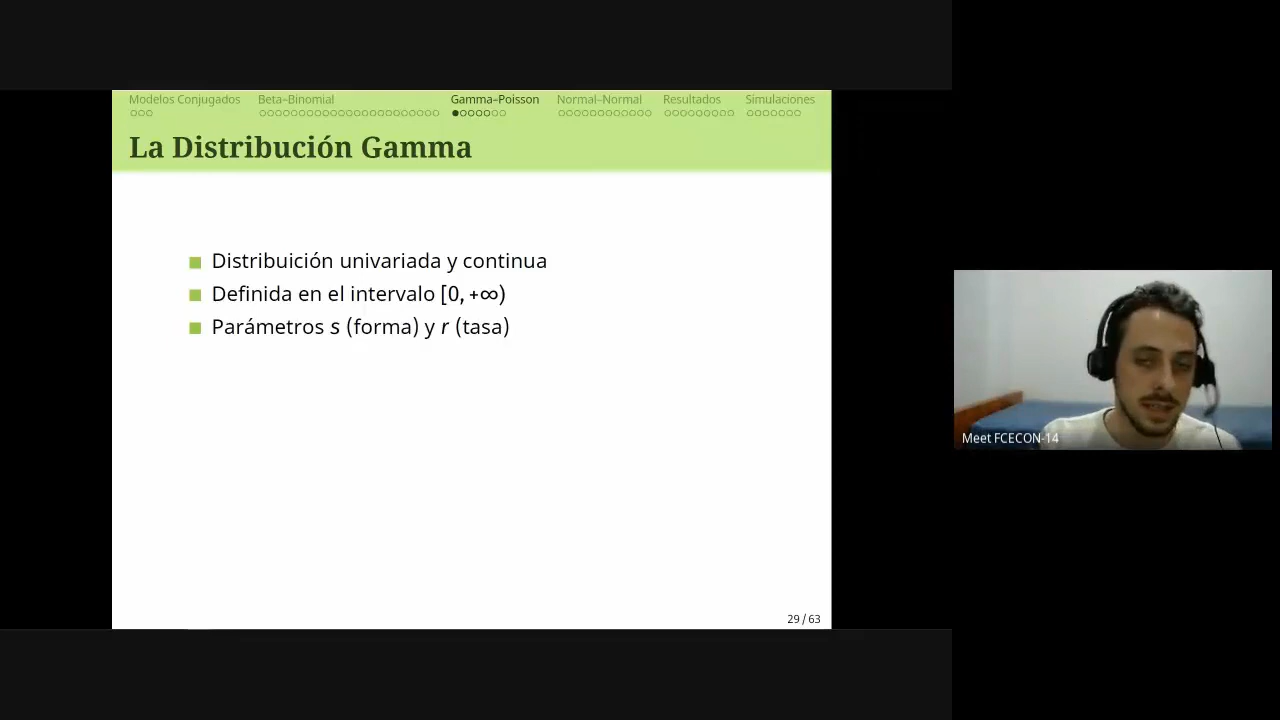 Modelos Conjugados Beta–Binomial Gamma–Poisson Normal–Normal Resultados Simulaciones
La Distribución Gamma
Distribuición univariada y continua
Definida en el intervalo [0, +∞)
Parámetros s (forma) y r (tasa)
29 / 63
Meet FCECON-14